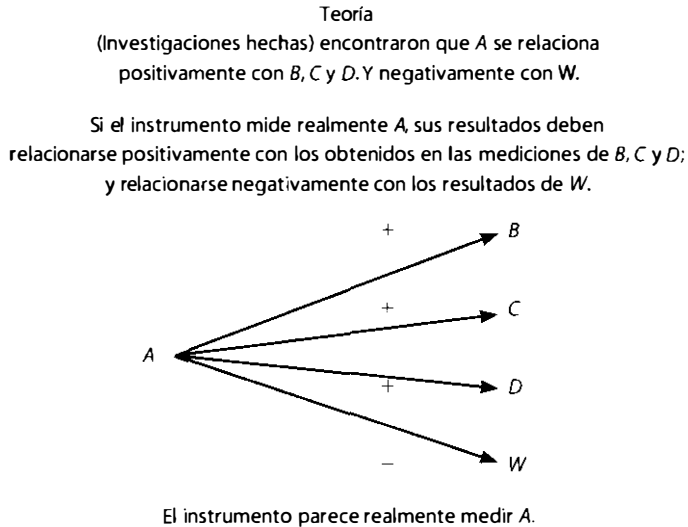 Teoría
(Investigaciones hechas) encontraron que A se relaciona
positivamente con B, C y D. Y negativamente con W.
Si el instrumento mide realmente A, sus resultados deben
relacionarse positivamente con los obtenidos en las mediciones de B, C y D;
y relacionarse negativamente con los resultados de W.
+ B
+ C
A
+ D
− W
El instrumento parece realmente medir A.